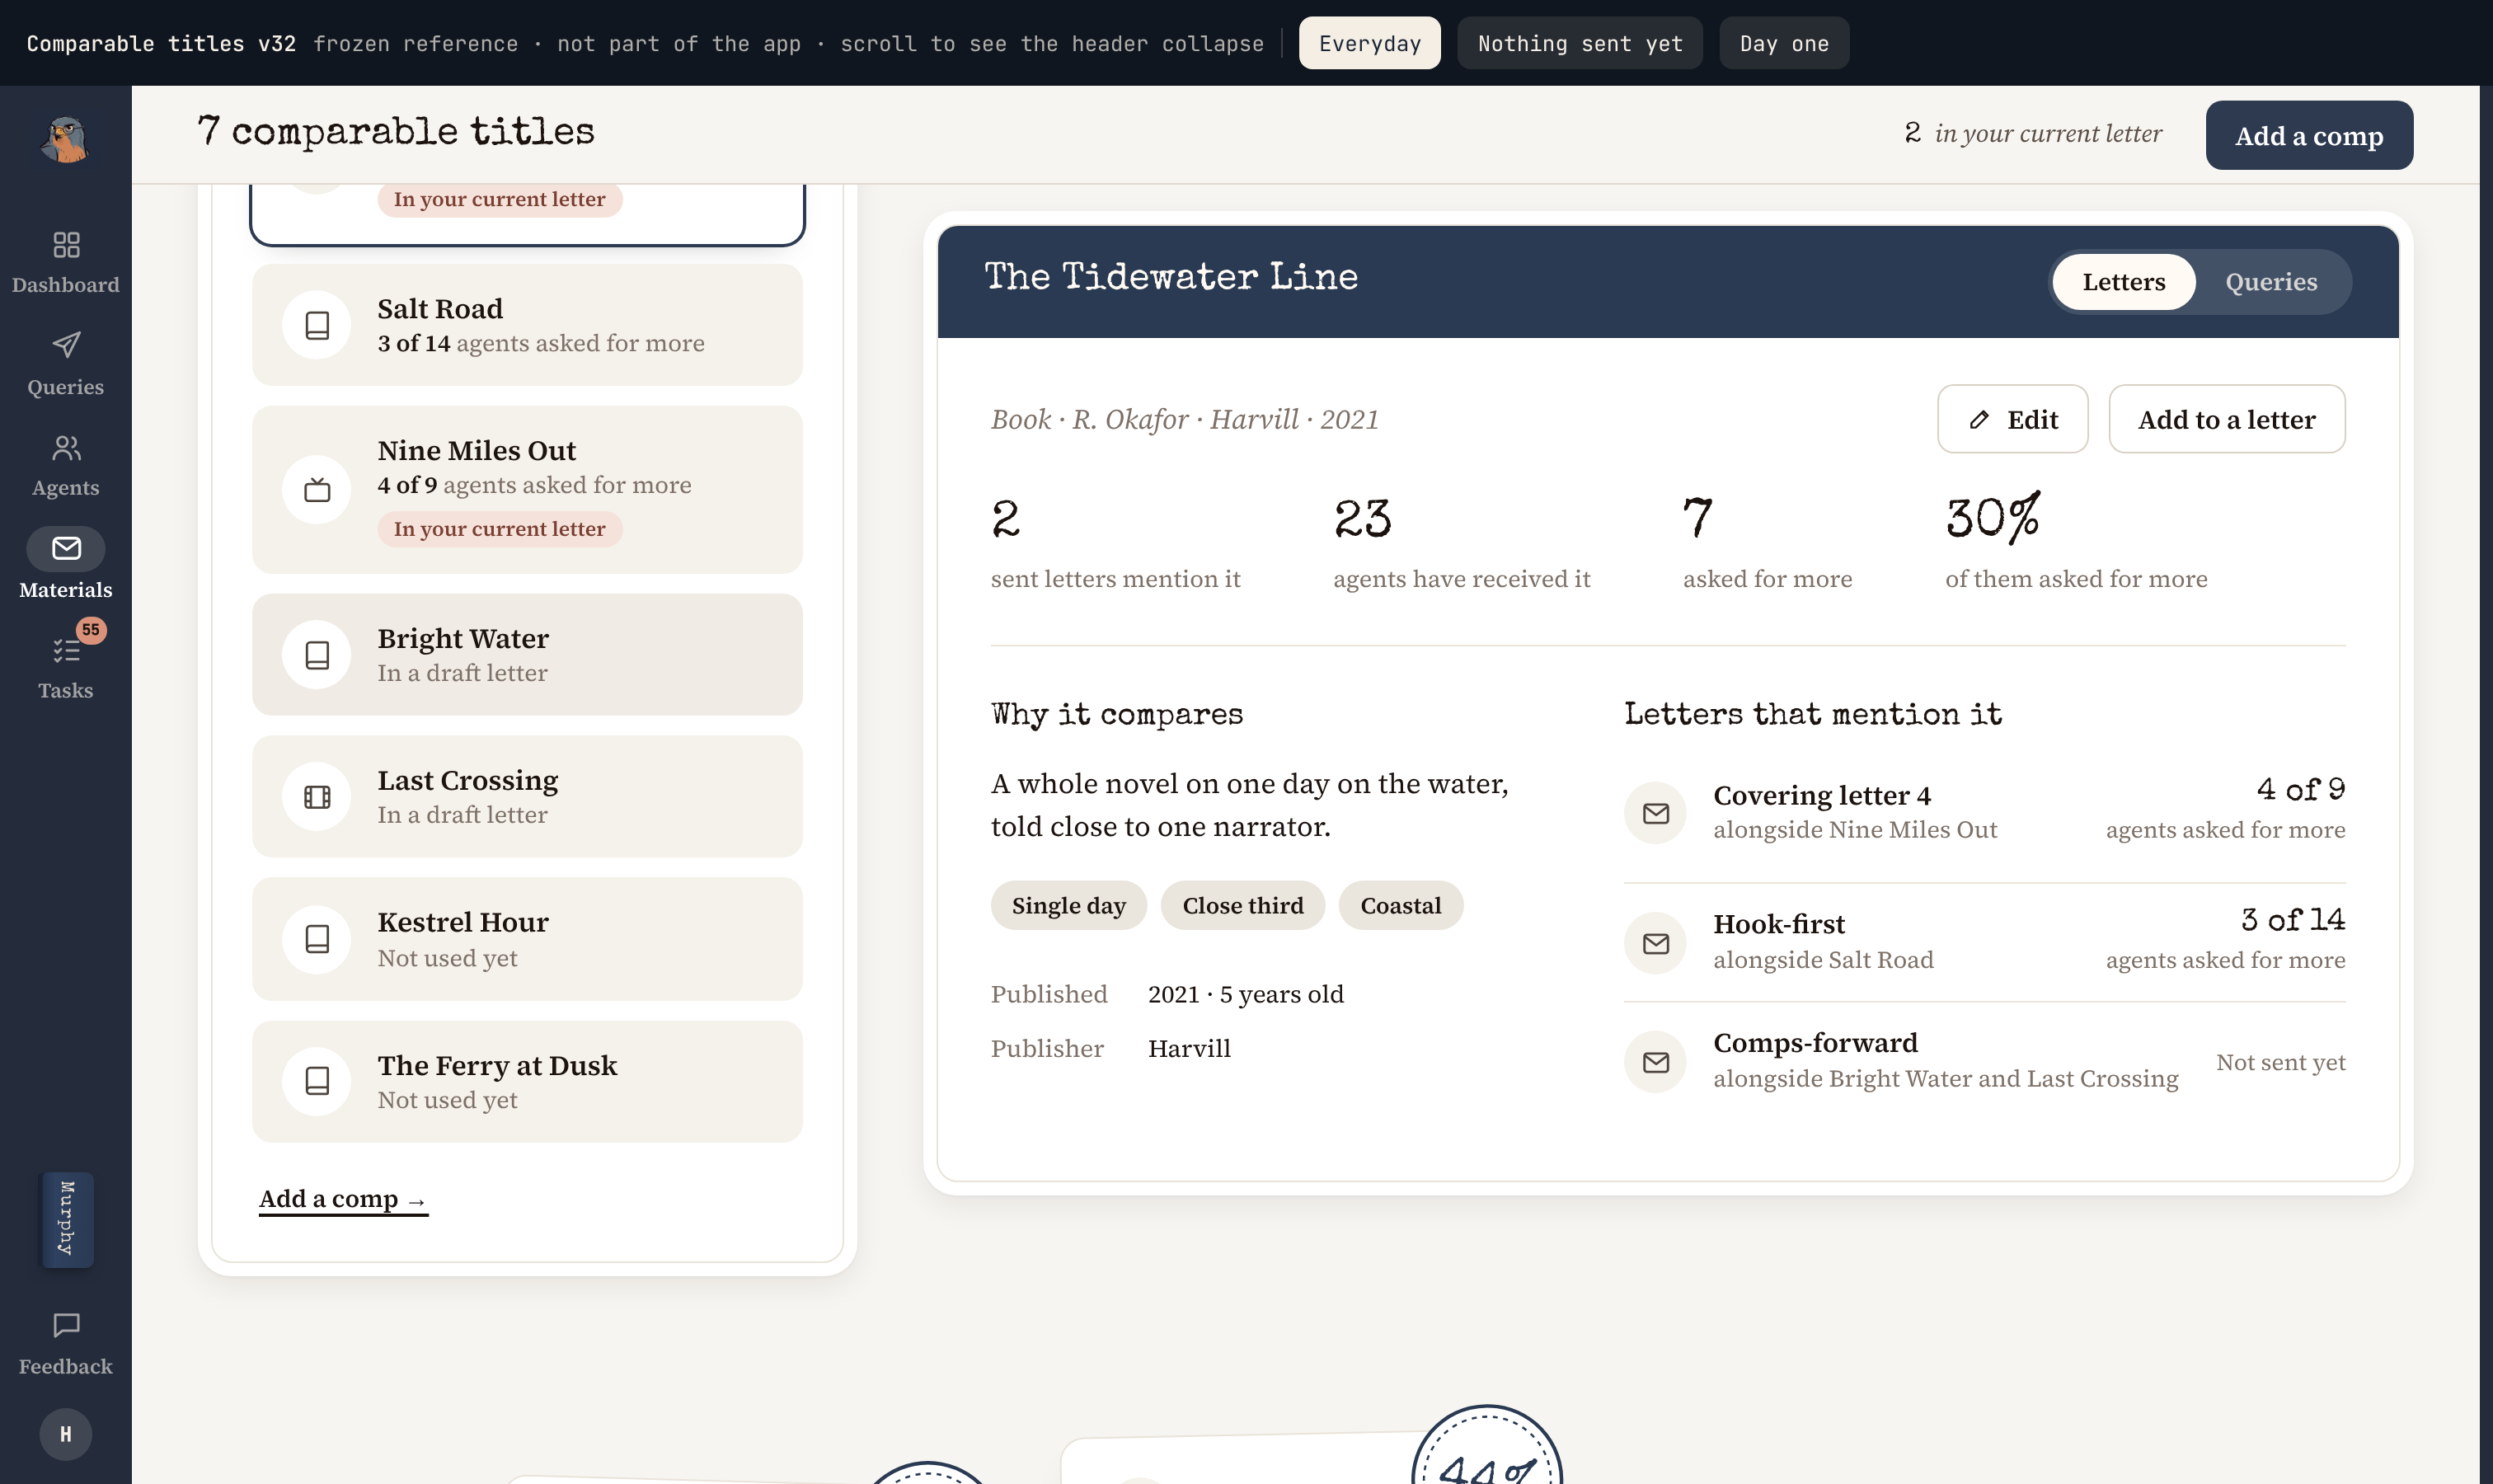 Comparable titles v32 frozen reference · not part of the app · scroll to see the header collapse
Everyday
Nothing sent yet
Day one
Dashboard
Queries
Agents
Materials
55
Tasks
Murphy
Feedback
H
7 comparable titles
2 in your current letter
Add a comp
In your current letter
Salt Road
3 of 14 agents asked for more
Nine Miles Out
4 of 9 agents asked for more
In your current letter
Bright Water
In a draft letter
Last Crossing
In a draft letter
Kestrel Hour
Not used yet
The Ferry at Dusk
Not used yet
Add a comp →
The Tidewater Line
Letters
Queries
Book · R. Okafor · Harvill · 2021
Edit
Add to a letter
2
sent letters mention it
23
agents have received it
7
asked for more
30%
of them asked for more
Why it compares
A whole novel on one day on the water,
told close to one narrator.
Single day
Close third
Coastal
Published 2021 · 5 years old
Publisher Harvill
Letters that mention it
Covering letter 4
alongside Nine Miles Out
4 of 9
agents asked for more
Hook-first
alongside Salt Road
3 of 14
agents asked for more
Comps-forward
alongside Bright Water and Last Crossing
Not sent yet
44%